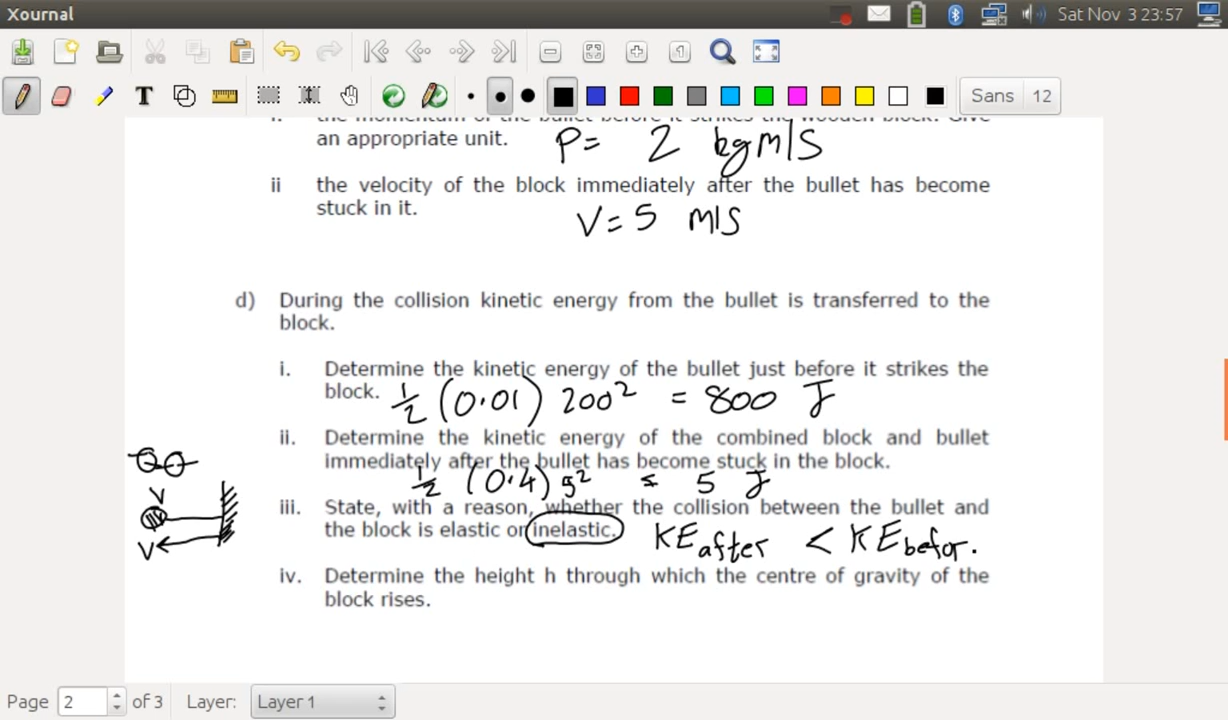 Xournal
Sat Nov 3 23:57
Sans 12
an appropriate unit. P= 2 kgm/s
ii the velocity of the block immediately after the bullet has become
stuck in it.
V= 5 m/s
d) During the collision kinetic energy from the bullet is transferred to the
block.
i. Determine the kinetic energy of the bullet just before it strikes the
block. 1/2 (0.01) 200² = 800 J
ii. Determine the kinetic energy of the combined block and bullet
immediately after the bullet has become stuck in the block.
1/2 (0.4) 5² = 5 J
iii. State, with a reason, whether the collision between the bullet and
the block is elastic or inelastic. KE after < KE befor.
V
V
iv. Determine the height h through which the centre of gravity of the
block rises.
Page 2 of 3 Layer: Layer 1